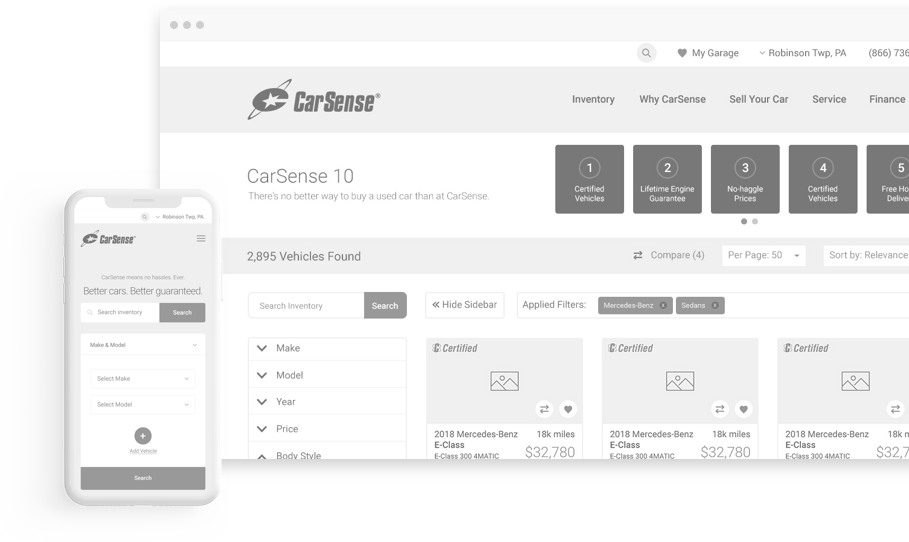 My Garage
Robinson Twp, PA
(866) 736
CarSense®
Inventory
Why CarSense
Sell Your Car
Service
Finance
CarSense 10
There's no better way to buy a used car than at CarSense.
1
Certified
Vehicles
2
Lifetime Engine
Guarantee
3
No-haggle
Prices
4
Certified
Vehicles
5
Free Ho
Delive
2,895 Vehicles Found
Compare (4)
Per Page: 50
Sort by: Relevance
Search Inventory
Search
Hide Sidebar
Applied Filters:
Mercedes-Benz x
Sedans x
Make
Model
Year
Price
Body Style
Certified
2018 Mercedes-Benz
E-Class
E-Class 300 4MATIC
18k miles
$32,780
Certified
2018 Mercedes-Benz
E-Class
E-Class 300 4MATIC
18k miles
$32,780
Certified
2018 Mercedes-Benz
E-Class
E-Class 300 4MATIC
18k
$32,7
Robinson Twp, PA
CarSense®
CarSense means no hassles. Ever.
Better cars. Better guaranteed.
Search inventory
Search
Make & Model
Select Make
Select Model
+
Add Vehicle
Search